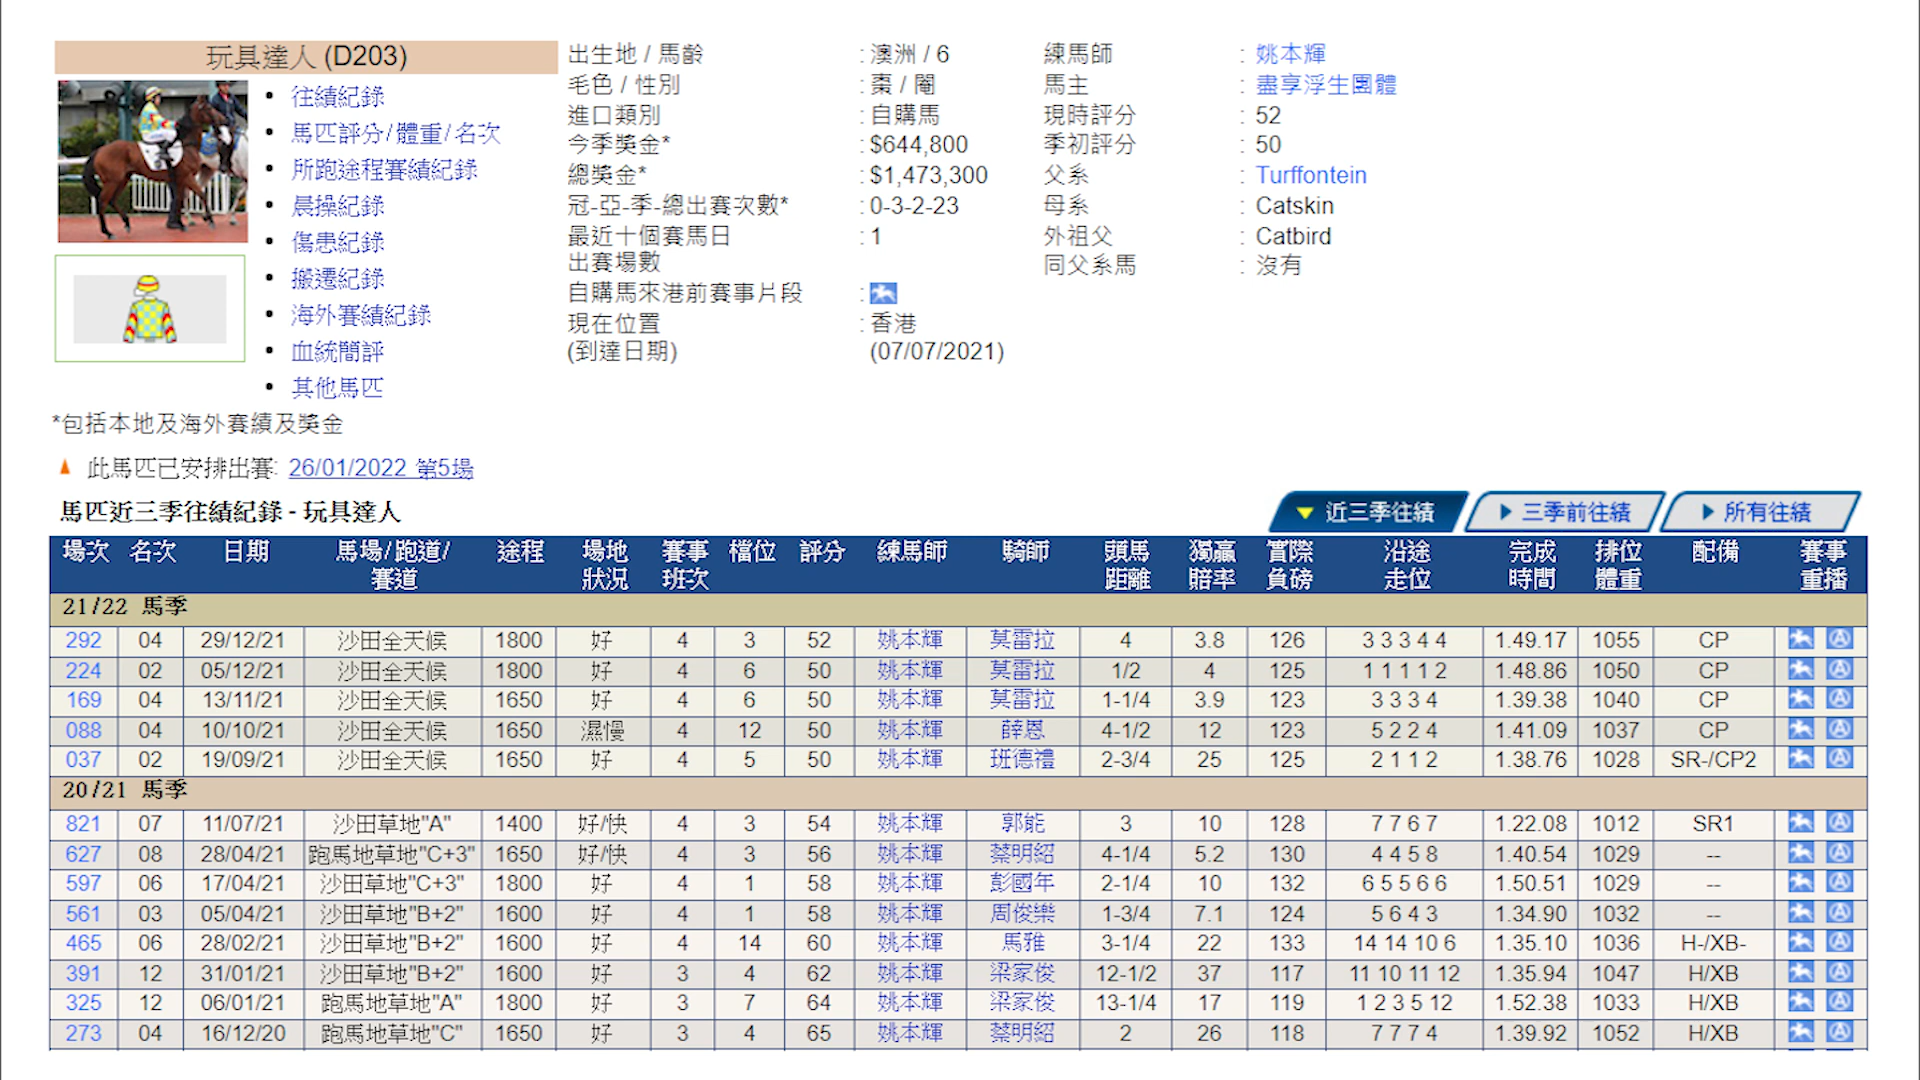 玩具達人 (D203)
往績紀錄
馬匹評分/體重/名次
所跑途程賽績紀錄
晨操紀錄
傷患紀錄
搬遷紀錄
海外賽績紀錄
血統簡評
其他馬匹
出生地 / 馬齡 : 澳洲 / 6
毛色 / 性別 : 棗 / 閹
進口類別 : 自購馬
今季獎金* : $644,800
總獎金* : $1,473,300
冠-亞-季-總出賽次數* : 0-3-2-23
最近十個賽馬日 : 1
出賽場數
自購馬來港前賽事片段 :
現在位置 : 香港
(到達日期) (07/07/2021)
練馬師 : 姚本輝
馬主 : 盡享浮生團體
現時評分 : 52
季初評分 : 50
父系 : Turffontein
母系 : Catskin
外祖父 : Catbird
同父系馬 : 沒有
*包括本地及海外賽績及獎金
此馬匹已安排出賽: 26/01/2022 第5場
馬匹近三季往績紀錄 - 玩具達人
近三季往績 三季前往績 所有往績
場次 名次 日期 馬場/跑道/ 途程 場地 賽事 檔位 評分 練馬師 騎師 頭馬 獨贏 實際 沿途 完成 排位 配備 賽事
賽道 狀況 班次 距離 賠率 負磅 走位 時間 體重 重播
21/22 馬季
292 04 29/12/21 沙田全天候 1800 好 4 3 52 姚本輝 莫雷拉 4 3.8 126 3 3 3 4 4 1.49.17 1055 CP
224 02 05/12/21 沙田全天候 1800 好 4 6 50 姚本輝 莫雷拉 1/2 4 125 1 1 1 1 2 1.48.86 1050 CP
169 04 13/11/21 沙田全天候 1650 好 4 6 50 姚本輝 莫雷拉 1-1/4 3.9 123 3 3 3 4 1.39.38 1040 CP
088 04 10/10/21 沙田全天候 1650 濕慢 4 12 50 姚本輝 薛恩 4-1/2 12 123 5 2 2 4 1.41.09 1037 CP
037 02 19/09/21 沙田全天候 1650 好 4 5 50 姚本輝 班德禮 2-3/4 25 125 2 1 1 2 1.38.76 1028 SR-/CP2
20/21 馬季
821 07 11/07/21 沙田草地"A" 1400 好/快 4 3 54 姚本輝 郭能 3 10 128 7 7 6 7 1.22.08 1012 SR1
627 08 28/04/21 跑馬地草地"C+3" 1650 好/快 4 3 56 姚本輝 蔡明紹 4-1/4 5.2 130 4 4 5 8 1.40.54 1029 --
597 06 17/04/21 沙田草地"C+3" 1800 好 4 1 58 姚本輝 彭國年 2-1/4 10 132 6 5 5 6 6 1.50.51 1029 --
561 03 05/04/21 沙田草地"B+2" 1600 好 4 1 58 姚本輝 周俊樂 1-3/4 7.1 124 5 6 4 3 1.34.90 1032 --
465 06 28/02/21 沙田草地"B+2" 1600 好 4 14 60 姚本輝 馬雅 3-1/4 22 133 14 14 10 6 1.35.10 1036 H-/XB-
391 12 31/01/21 沙田草地"B+2" 1600 好 3 4 62 姚本輝 梁家俊 12-1/2 37 117 11 10 11 12 1.35.94 1047 H/XB
325 12 06/01/21 跑馬地草地"A" 1800 好 3 7 64 姚本輝 梁家俊 13-1/4 17 119 1 2 3 5 12 1.52.38 1033 H/XB
273 04 16/12/20 跑馬地草地"C" 1650 好 3 4 65 姚本輝 蔡明紹 2 26 118 7 7 7 4 1.39.92 1052 H/XB